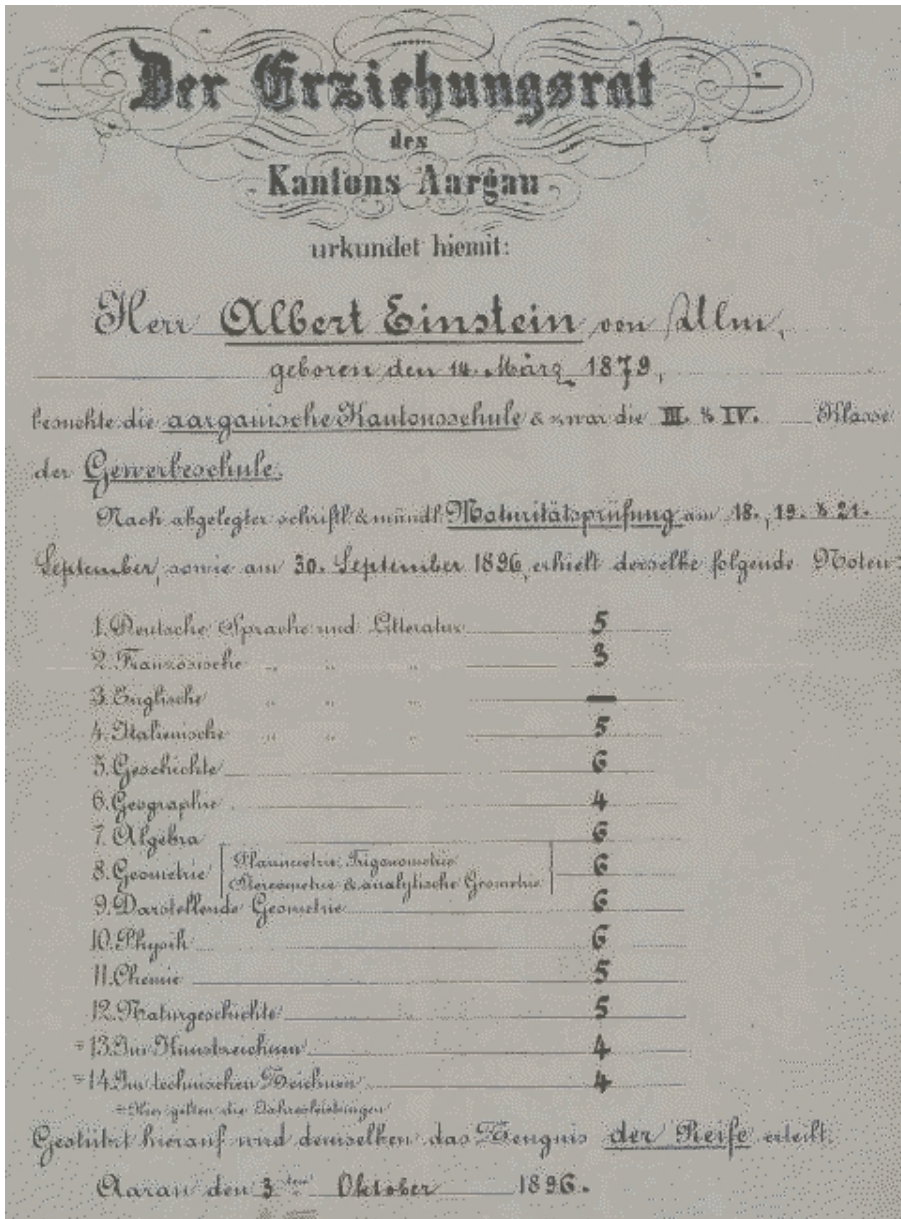 Der Erziehungsrat
des
Kantons Aargau
urkundet hiemit:
Herr Albert Einstein von Ulm,
geboren den 14. März 1879,
besuchte die aargauische Kantonsschule & zwar die III. & IV. Klasse
der Gewerbeschule.
Nach abgelegter schriftl. & mündl. Maturitätsprüfung am 18., 19. & 21.
September, sowie am 30. September 1896, erhielt derselbe folgende Noten:
1. Deutsche Sprache und Litteratur 5
2. Französische " " " 3
3. Englische " " " —
4. Italienische " " " 5
5. Geschichte 6
6. Geographie 4
7. Algebra 6
8. Geometrie [ Planimetrie, Trigonometrie
Stereometrie & analytische Geometrie ] 6
9. Darstellende Geometrie 6
10. Physik 6
11. Chemie 5
12. Naturgeschichte 5
=13. Im Kunstzeichnen 4
=14. Im technischen Zeichnen 4
=Hier gelten die Jahresleistungen
Gestützt hierauf wird demselben das Zeugnis der Reife erteilt.
Aarau den 3ten Oktober 1896.